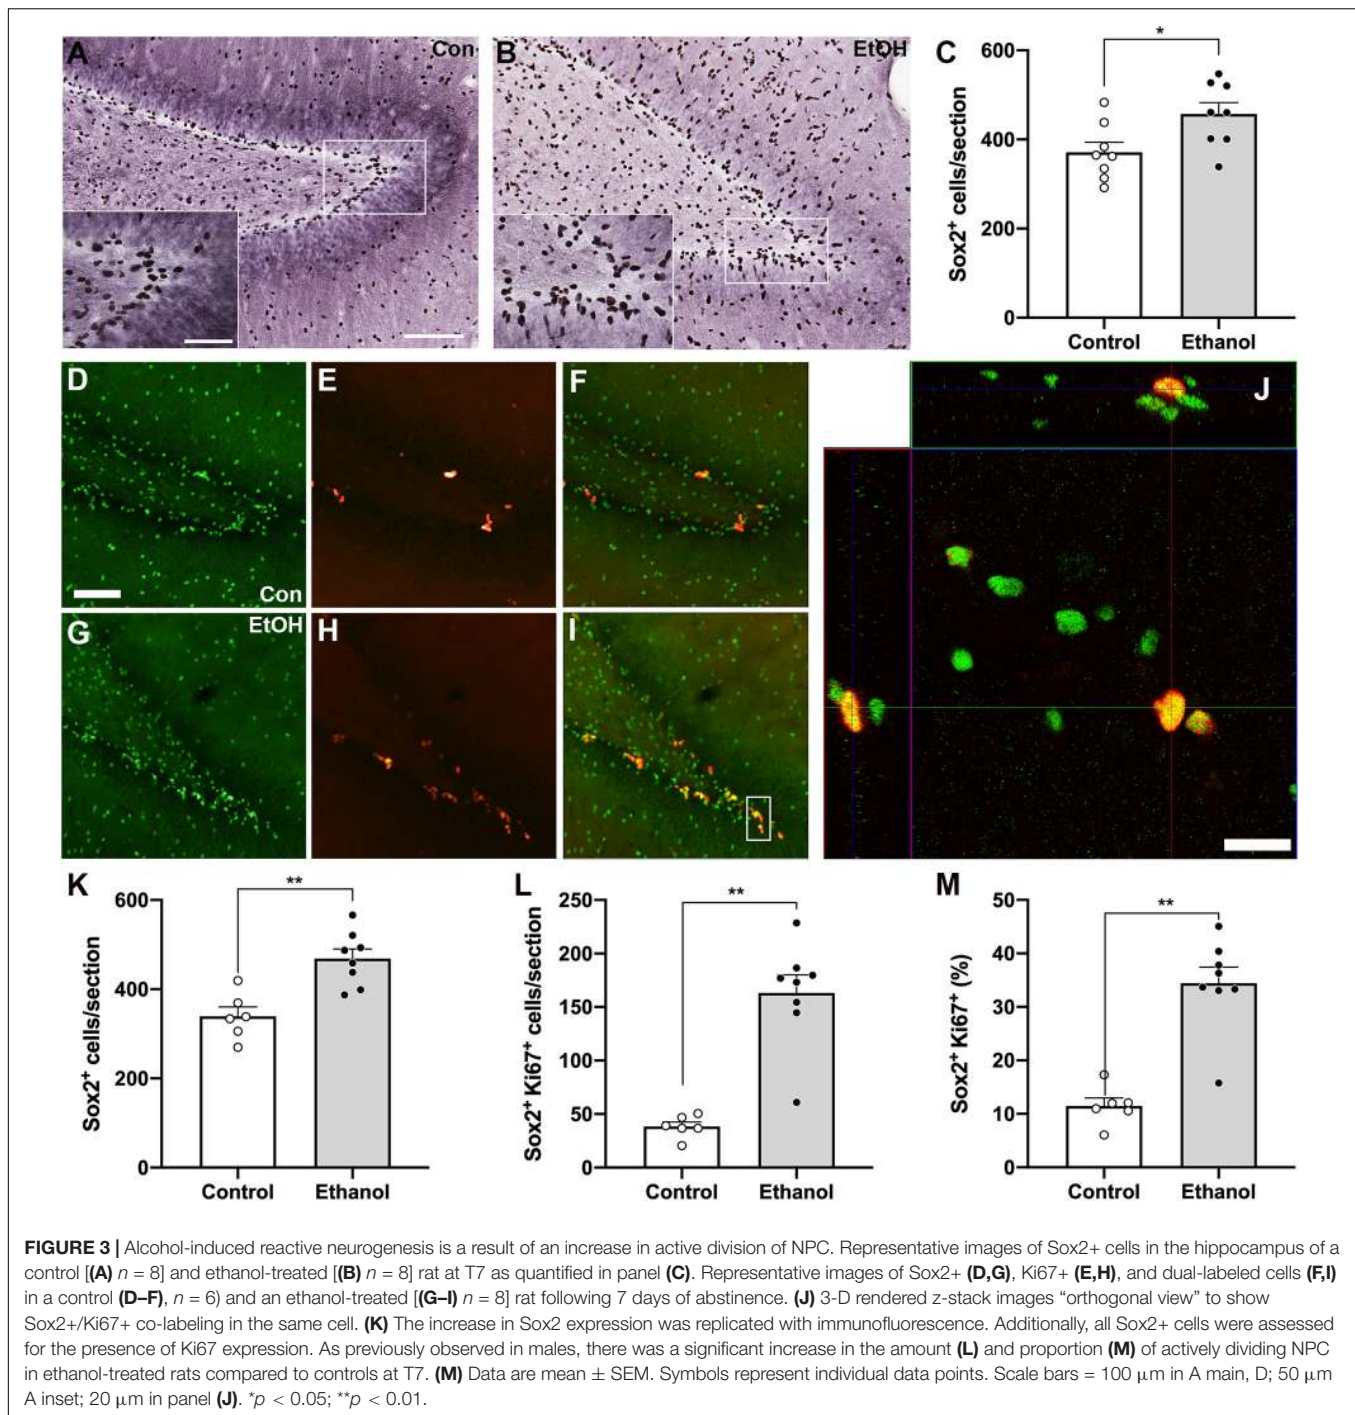 A
Con
B
EtOH
C
*
600
400
200
0
Sox2⁺ cells/section
Control
Ethanol
D
Con
E
F
J
G
EtOH
H
I
K
**
600
400
200
0
Sox2⁺ cells/section
Control
Ethanol
L
**
250
200
150
100
50
0
Sox2⁺ Ki67⁺ cells/section
Control
Ethanol
M
**
50
40
30
20
10
0
Sox2⁺ Ki67⁺ (%)
Control
Ethanol
FIGURE 3 | Alcohol-induced reactive neurogenesis is a result of an increase in active division of NPC. Representative images of Sox2+ cells in the hippocampus of a
control [(A) n = 8] and ethanol-treated [(B) n = 8] rat at T7 as quantified in panel (C). Representative images of Sox2+ (D,G), Ki67+ (E,H), and dual-labeled cells (F,I)
in a control (D–F), n = 6) and an ethanol-treated [(G–I) n = 8] rat following 7 days of abstinence. (J) 3-D rendered z-stack images “orthogonal view” to show
Sox2+/Ki67+ co-labeling in the same cell. (K) The increase in Sox2 expression was replicated with immunofluorescence. Additionally, all Sox2+ cells were assessed
for the presence of Ki67 expression. As previously observed in males, there was a significant increase in the amount (L) and proportion (M) of actively dividing NPC
in ethanol-treated rats compared to controls at T7. (M) Data are mean ± SEM. Symbols represent individual data points. Scale bars = 100 μm in A main, D; 50 μm
A inset; 20 μm in panel (J). *p < 0.05; **p < 0.01.